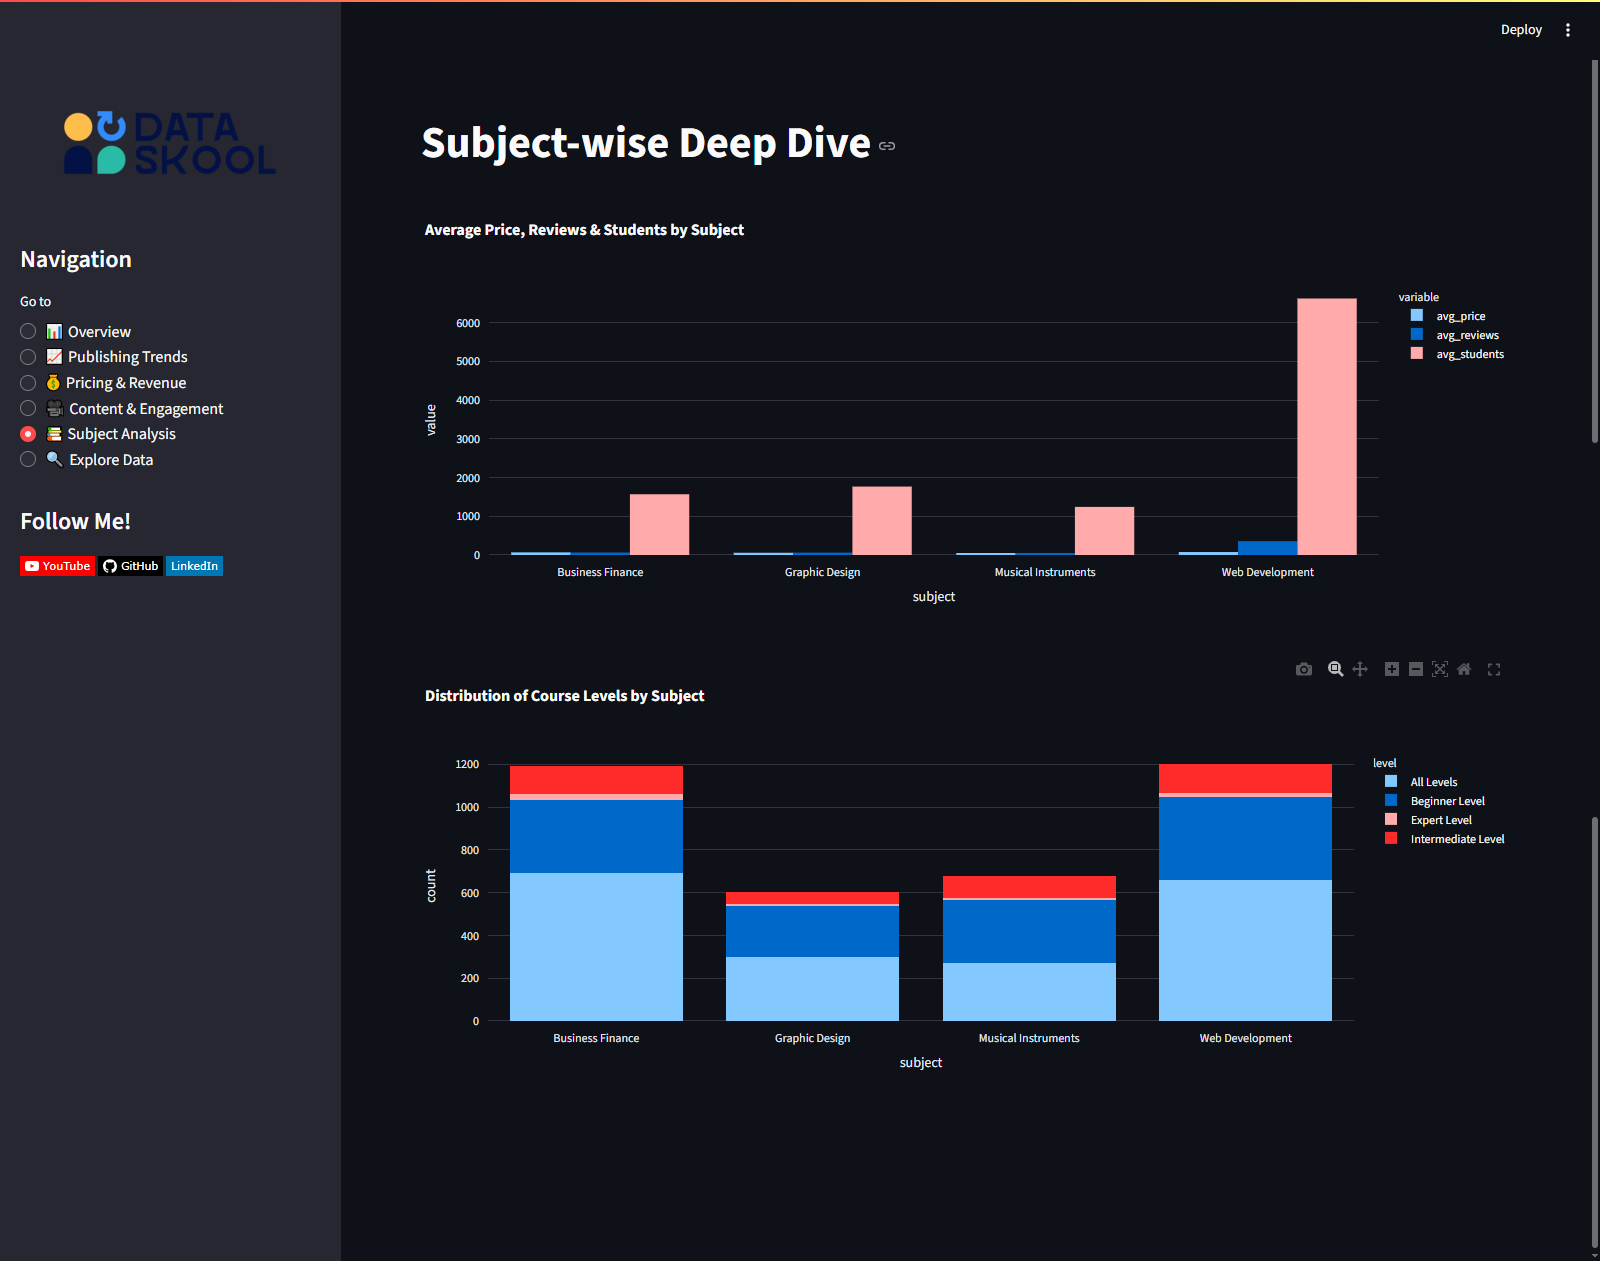 Deploy
DATA
SKOOL
Navigation
Go to
📊 Overview
📈 Publishing Trends
💰 Pricing & Revenue
🎥 Content & Engagement
📚 Subject Analysis
🔍 Explore Data
Follow Me!
YouTube GitHub LinkedIn
Subject-wise Deep Dive
Average Price, Reviews & Students by Subject
variable
avg_price
avg_reviews
avg_students
value
6000
5000
4000
3000
2000
1000
0
Business Finance Graphic Design Musical Instruments Web Development
subject
Distribution of Course Levels by Subject
level
All Levels
Beginner Level
Expert Level
Intermediate Level
count
1200
1000
800
600
400
200
0
Business Finance Graphic Design Musical Instruments Web Development
subject